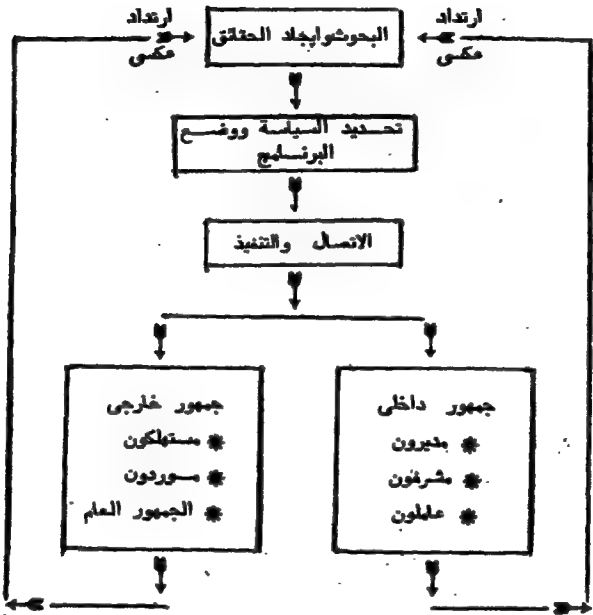 ارتداد
عكسى
البحوث وايجاد الحقائق
ارتداد
عكسى
تحديد السياسة ووضع
البرنامج
الاتصال والتنفيذ
جمهور داخلى
* مديرون
* مشرفون
* عاملون
جمهور خارجى
* مستهلكون
* موردون
* الجمهور العام